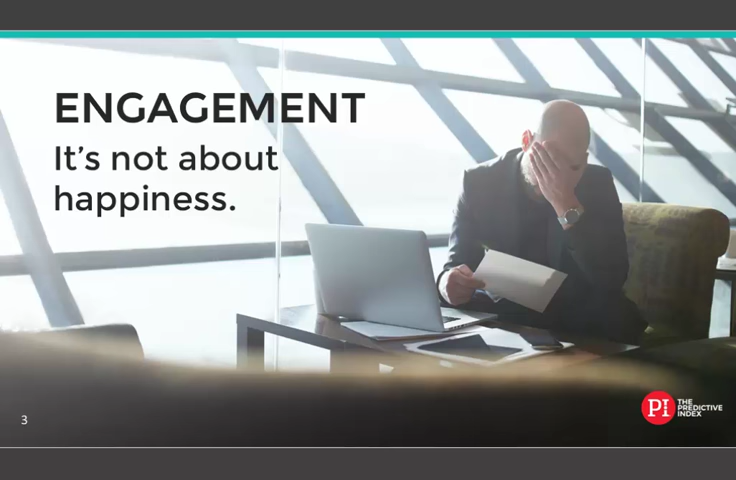 ENGAGEMENT
It's not about
happiness.
3
PI
THE
PREDICTIVE
INDEX